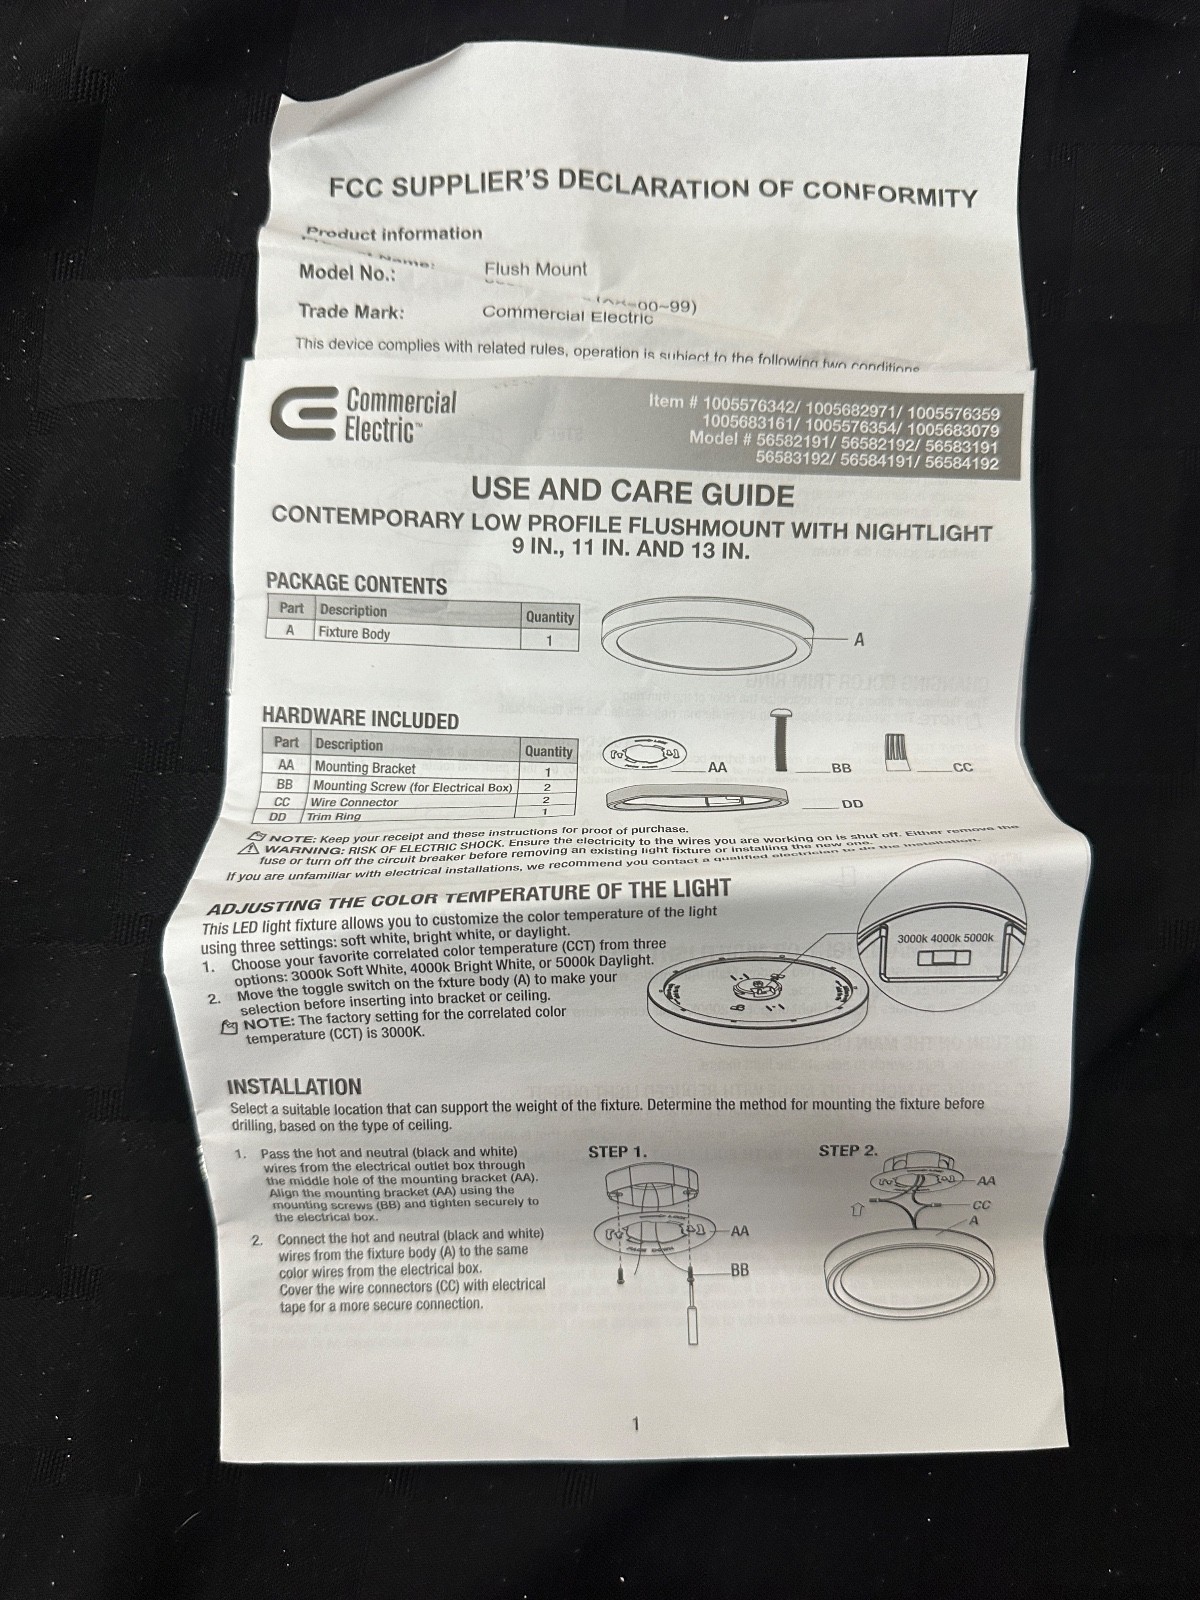 FCC SUPPLIER'S DECLARATION OF CONFORMITY
Product information
Name:
Model No.: Flush Mount
-00~99)
Trade Mark: Commercial Electric
This device complies with related rules, operation is subject to the following two conditions
Commercial
Electric™
Item # 1005576342/ 1005682971/ 1005576359
1005683161/ 1005576354/ 1005683079
Model # 56582191/ 56582192/ 56583191
56583192/ 56584191/ 56584192
USE AND CARE GUIDE
CONTEMPORARY LOW PROFILE FLUSHMOUNT WITH NIGHTLIGHT
9 IN., 11 IN. AND 13 IN.
PACKAGE CONTENTS
Part Description Quantity
A Fixture Body 1
A
HARDWARE INCLUDED
Part Description Quantity
AA Mounting Bracket 1
BB Mounting Screw (for Electrical Box) 2
CC Wire Connector 2
DD Trim Ring 1
AA
BB
CC
DD
NOTE: Keep your receipt and these instructions for proof of purchase.
WARNING: RISK OF ELECTRIC SHOCK. Ensure the electricity to the wires you are working on is shut off. Either remove the
fuse or turn off the circuit breaker before removing an existing light fixture or installing the new one.
If you are unfamiliar with electrical installations, we recommend you contact a qualified electrician to do the installation.
ADJUSTING THE COLOR TEMPERATURE OF THE LIGHT
This LED light fixture allows you to customize the color temperature of the light
using three settings: soft white, bright white, or daylight.
1. Choose your favorite correlated color temperature (CCT) from three
options: 3000k Soft White, 4000k Bright White, or 5000k Daylight.
2. Move the toggle switch on the fxture body (A) to make your
selection before inserting into bracket or ceiling.
NOTE: The factory setting for the correlated color
temperature (CCT) is 3000K.
3000k 4000k 5000k
INSTALLATION
Select a suitable location that can support the weight of the fixture. Determine the method for mounting the fixture before
drilling, based on the type of ceiling.
1. Pass the hot and neutral (black and white)
wires from the electrical outlet box through
the middle hole of the mounting bracket (AA).
Align the mounting bracket (AA) using the
mounting screws (BB) and tighten securely to
the electrical box.
2. Connect the hot and neutral (black and white)
wires from the fixture body (A) to the same
color wires from the electrical box.
Cover the wire connectors (CC) with electrical
tape for a more secure connection.
STEP 1.
AA
BB
STEP 2.
AA
CC
A
1